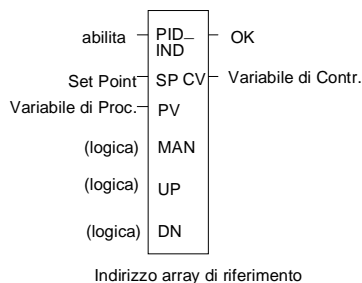 abilita PID_ OK
IND
Set Point SP CV Variabile di Contr.
Variabile di Proc. PV
(logica) MAN
(logica) UP
(logica) DN
Indirizzo array di riferimento